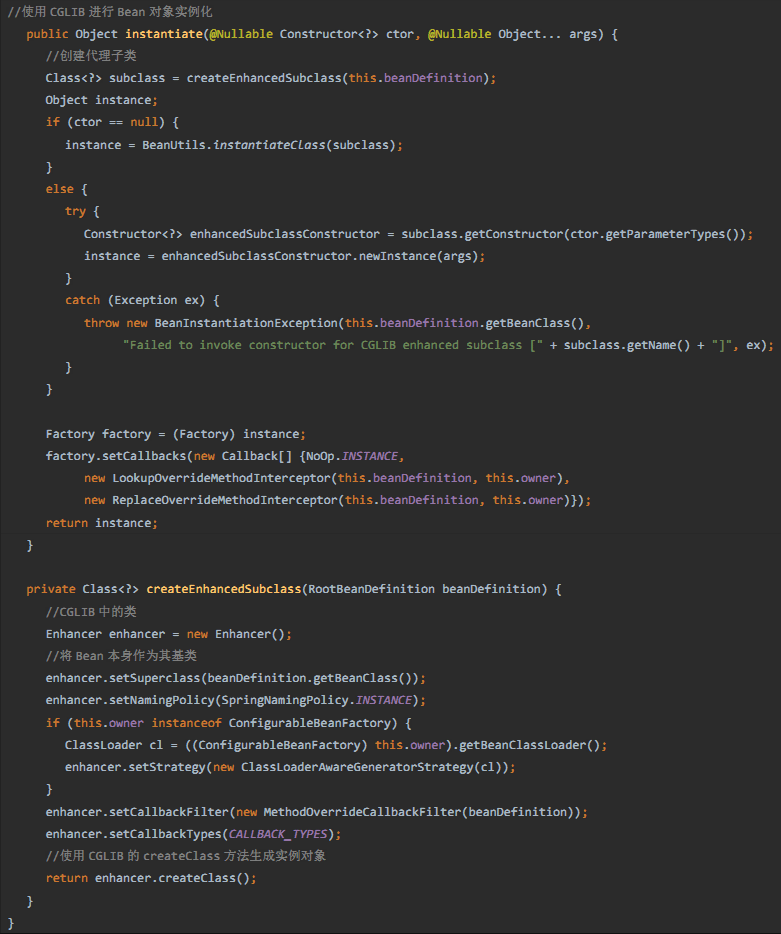 //使用 CGLIB 进行 Bean 对象实例化
public Object instantiate(@Nullable Constructor<?> ctor, @Nullable Object... args) {
//创建代理子类
Class<?> subclass = createEnhancedSubclass(this.beanDefinition);
Object instance;
if (ctor == null) {
instance = BeanUtils.instantiateClass(subclass);
}
else {
try {
Constructor<?> enhancedSubclassConstructor = subclass.getConstructor(ctor.getParameterTypes());
instance = enhancedSubclassConstructor.newInstance(args);
}
catch (Exception ex) {
throw new BeanInstantiationException(this.beanDefinition.getBeanClass(),
"Failed to invoke constructor for CGLIB enhanced subclass [" + subclass.getName() + "]", ex);
}
}
Factory factory = (Factory) instance;
factory.setCallbacks(new Callback[] {NoOp.INSTANCE,
new LookupOverrideMethodInterceptor(this.beanDefinition, this.owner),
new ReplaceOverrideMethodInterceptor(this.beanDefinition, this.owner)});
return instance;
}
private Class<?> createEnhancedSubclass(RootBeanDefinition beanDefinition) {
//CGLIB 中的类
Enhancer enhancer = new Enhancer();
//将 Bean 本身作为其基类
enhancer.setSuperclass(beanDefinition.getBeanClass());
enhancer.setNamingPolicy(SpringNamingPolicy.INSTANCE);
if (this.owner instanceof ConfigurableBeanFactory) {
ClassLoader cl = ((ConfigurableBeanFactory) this.owner).getBeanClassLoader();
enhancer.setStrategy(new ClassLoaderAwareGeneratorStrategy(cl));
}
enhancer.setCallbackFilter(new MethodOverrideCallbackFilter(beanDefinition));
enhancer.setCallbackTypes(CALLBACK_TYPES);
//使用 CGLIB 的 createClass 方法生成实例对象
return enhancer.createClass();
}
}